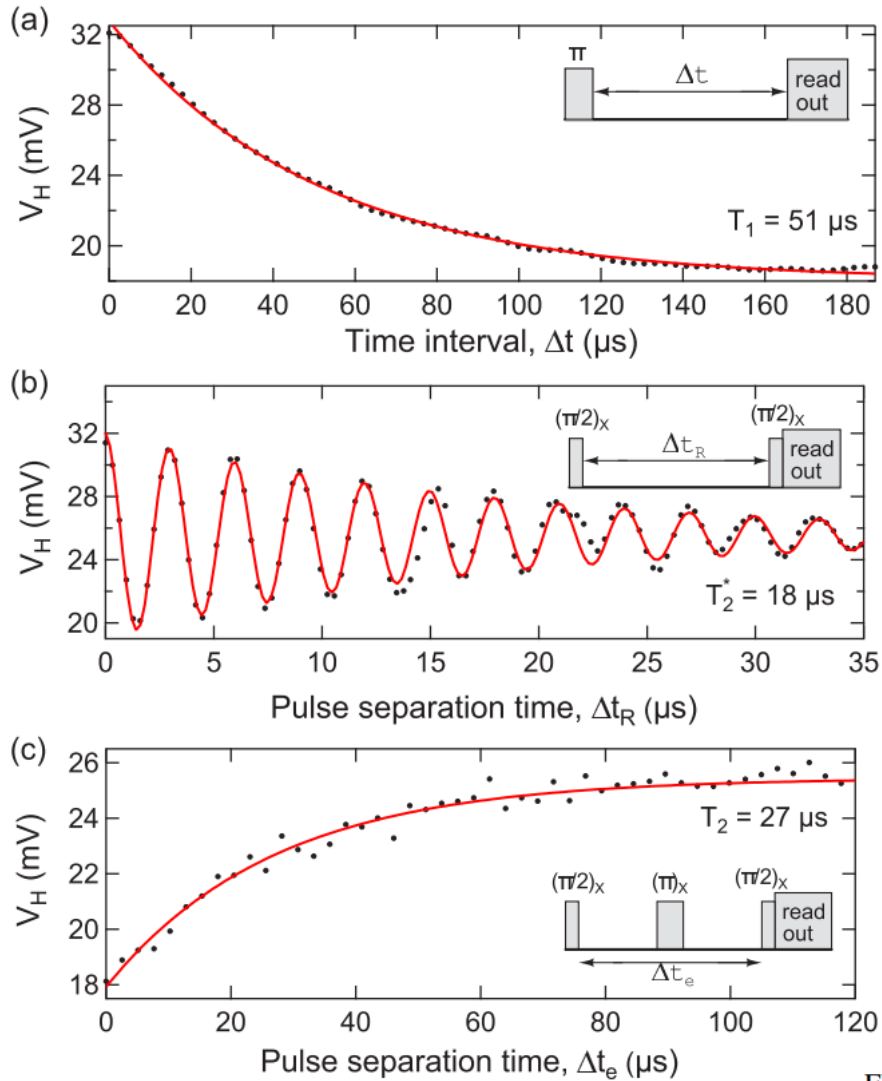 (a)
32
28
24
20
V_H (mV)
π
Δt
read
out
T_1 = 51 μs
0 20 40 60 80 100 120 140 160 180
Time interval, Δt (μs)
(b)
32
28
24
20
V_H (mV)
(π/2)_X (π/2)_X
Δt_R
read
out
T_2^* = 18 μs
0 5 10 15 20 25 30 35
Pulse separation time, Δt_R (μs)
(c)
26
24
22
20
18
V_H (mV)
T_2 = 27 μs
(π/2)_X (π)_X (π/2)_X
read
out
Δt_e
0 20 40 60 80 100 120
Pulse separation time, Δt_e (μs)